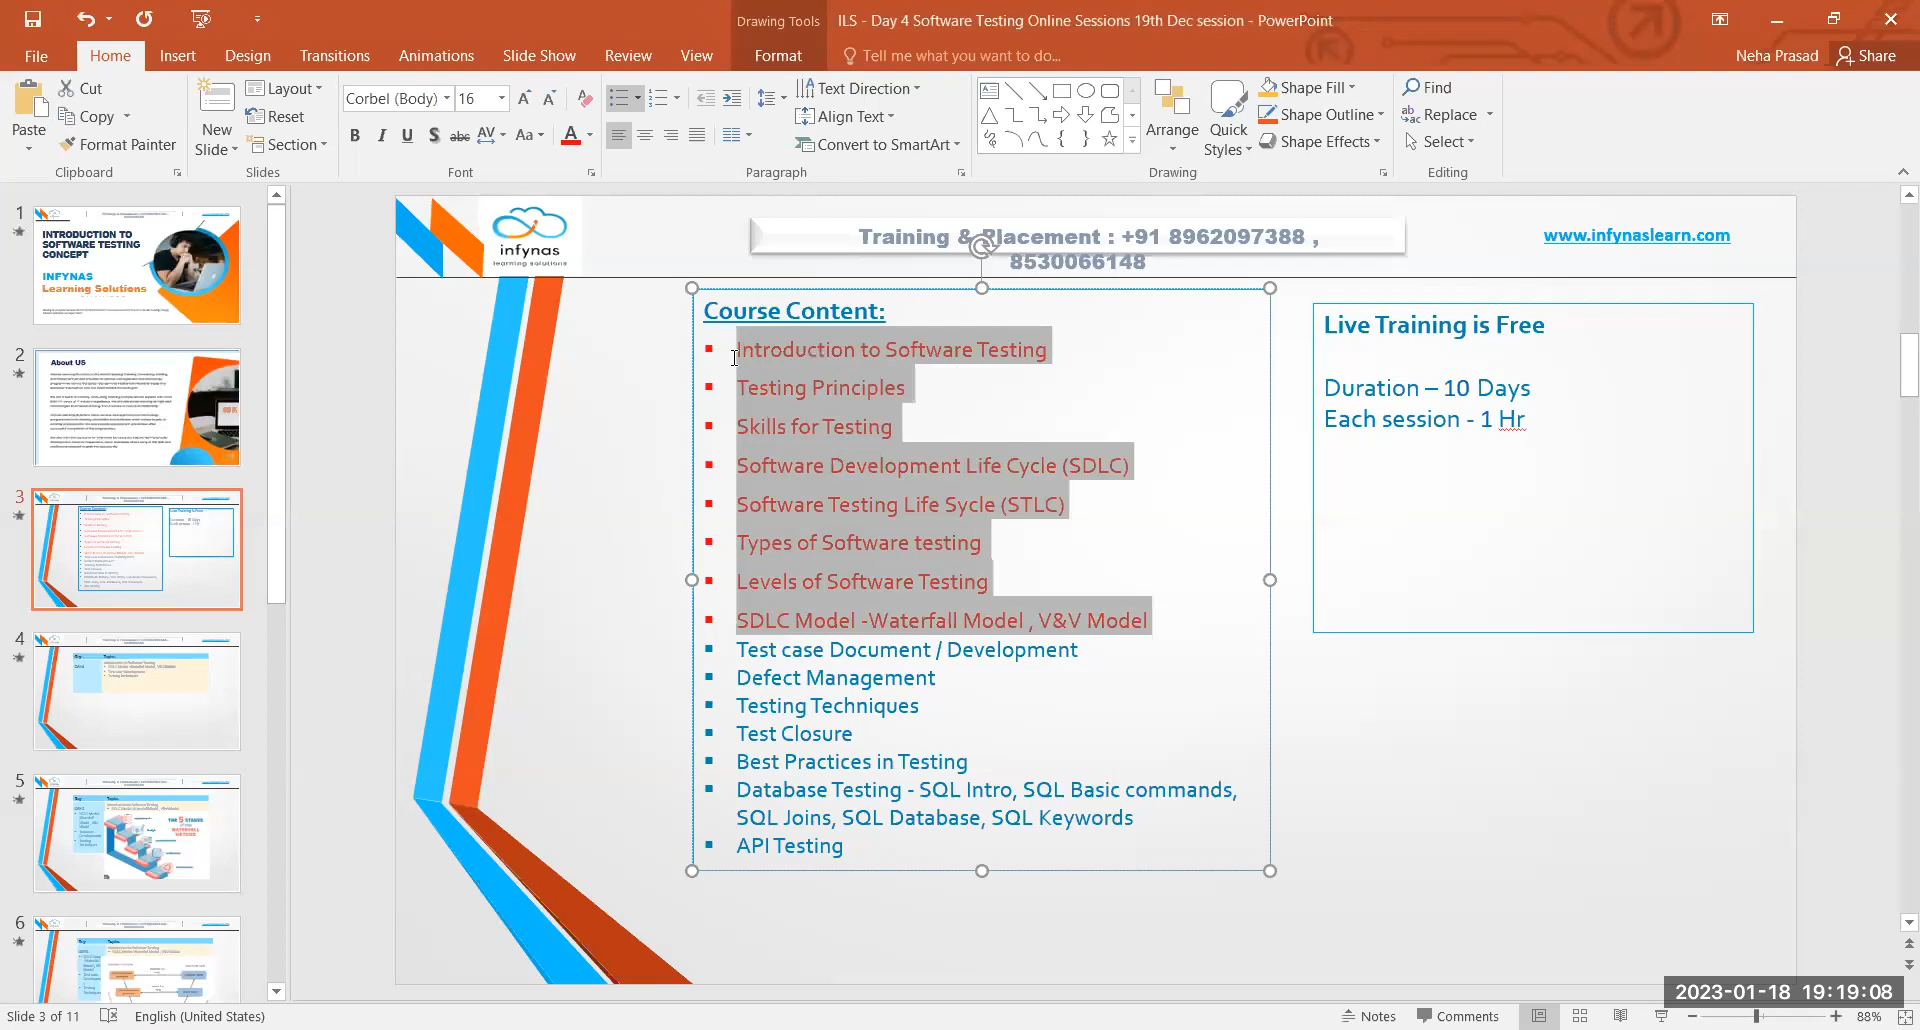 Drawing Tools
ILS - Day 4 Software Testing Online Sessions 19th Dec session - PowerPoint
File
Home
Insert
Design
Transitions
Animations
Slide Show
Review
View
Format
Tell me what you want to do...
Neha Prasad
Share
Paste
Cut
Copy
Format Painter
Clipboard
New Slide
Layout
Reset
Section
Slides
Corbel (Body)
16
Font
Paragraph
Text Direction
Align Text
Convert to SmartArt
Arrange
Quick Styles
Shape Fill
Shape Outline
Shape Effects
Drawing
Find
Replace
Select
Editing
1
INTRODUCTION TO
SOFTWARE TESTING
CONCEPT
INFYNAS
Learning Solutions
2
About US
3
4
5
6
infynas
learning solutions
Training & Placement : +91 8962097388 ,
8530066148
www.infynaslearn.com
Course Content:
Introduction to Software Testing
Testing Principles
Skills for Testing
Software Development Life Cycle (SDLC)
Software Testing Life Sycle (STLC)
Types of Software testing
Levels of Software Testing
SDLC Model -Waterfall Model , V&V Model
Test case Document / Development
Defect Management
Testing Techniques
Test Closure
Best Practices in Testing
Database Testing - SQL Intro, SQL Basic commands,
SQL Joins, SQL Database, SQL Keywords
API Testing
Live Training is Free
Duration – 10 Days
Each session - 1 Hr
2023-01-18 19:19:08
Slide 3 of 11
English (United States)
Notes
Comments
88%